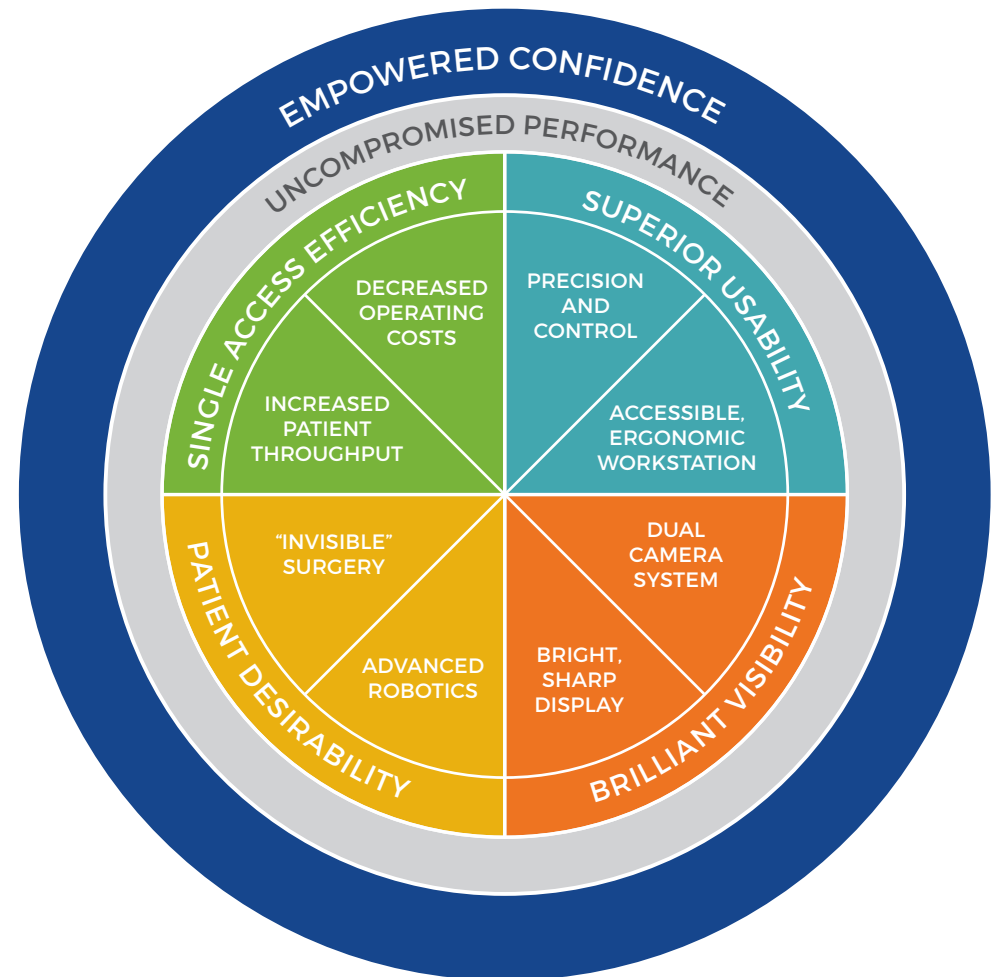 EMPOWERED CONFIDENCE
UNCOMPROMISED PERFORMANCE
SINGLE ACCESS EFFICIENCY
DECREASED
OPERATING
COSTS
INCREASED
PATIENT
THROUGHPUT
SUPERIOR USABILITY
PRECISION
AND
CONTROL
ACCESSIBLE,
ERGONOMIC
WORKSTATION
PATIENT DESIRABILITY
“INVISIBLE”
SURGERY
ADVANCED
ROBOTICS
BRILLIANT VISIBILITY
DUAL
CAMERA
SYSTEM
BRIGHT,
SHARP
DISPLAY